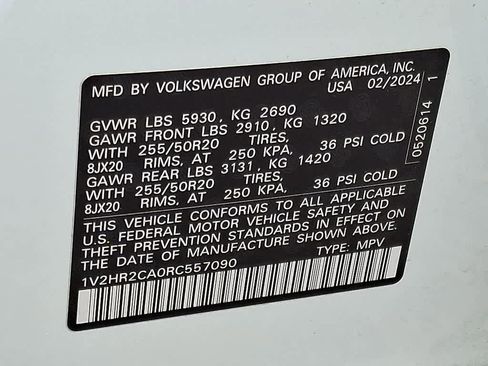 MFD BY VOLKSWAGEN GROUP OF AMERICA, INC.
USA 02/2024
GVWR LBS 5930, KG 2690
GAWR FRONT LBS 2910, KG 1320
WITH 255/50R20 TIRES,
8JX20 RIMS, AT 250 KPA, 36 PSI COLD
GAWR REAR LBS 3131, KG 1420
WITH 255/50R20 TIRES,
8JX20 RIMS, AT 250 KPA, 36 PSI COLD
THIS VEHICLE CONFORMS TO ALL APPLICABLE
U.S. FEDERAL MOTOR VEHICLE SAFETY AND
THEFT PREVENTION STANDARDS IN EFFECT ON
THE DATE OF MANUFACTURE SHOWN ABOVE.
1V2HR2CA0RC557090 TYPE: MPV
0520614 1